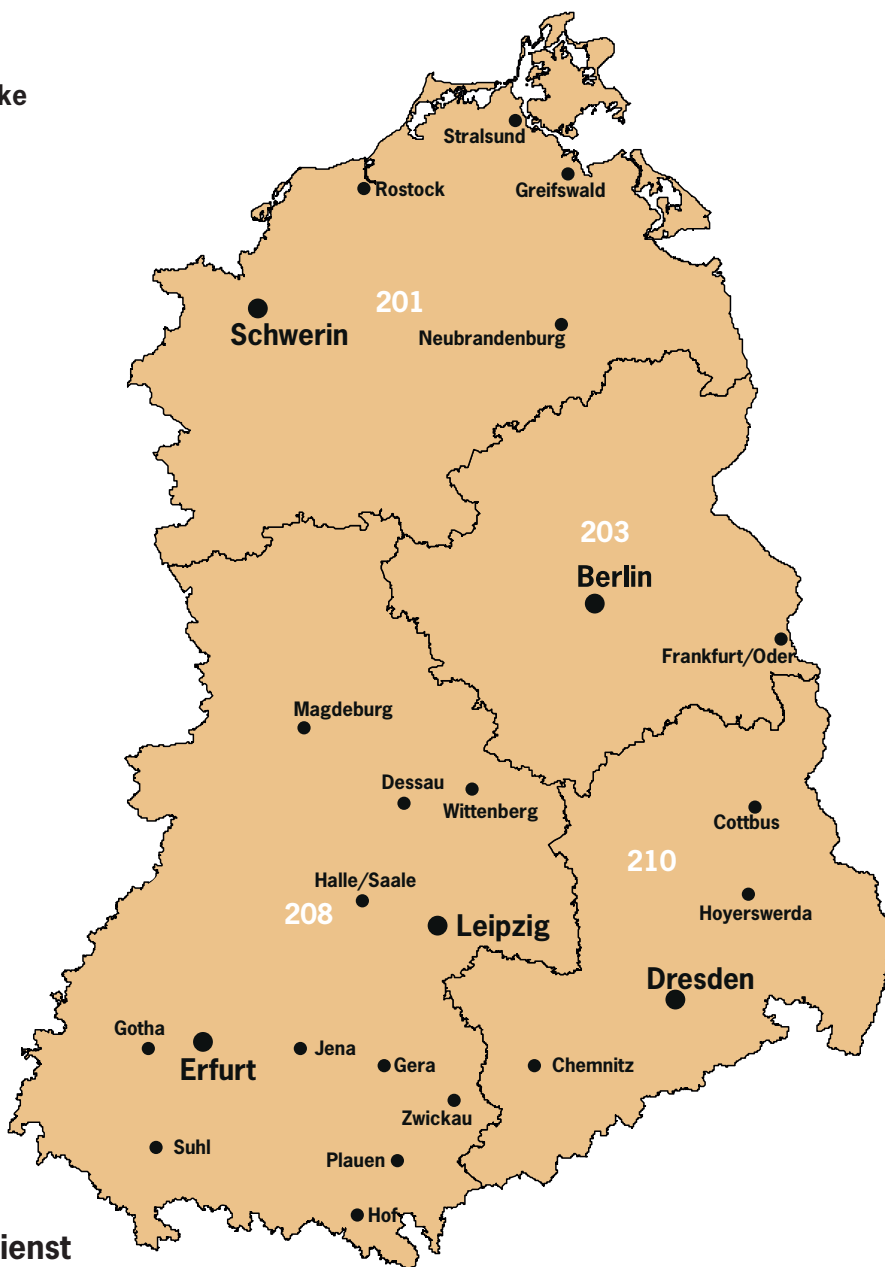 ke
Stralsund
Rostock
Greifswald
201
Schwerin
Neubrandenburg
203
Berlin
Frankfurt/Oder
Magdeburg
Dessau
Wittenberg
Cottbus
210
Halle/Saale
208
Hoyerswerda
Leipzig
Dresden
Gotha
Jena
Erfurt
Gera
Chemnitz
Zwickau
Suhl
Plauen
Hof
ienst